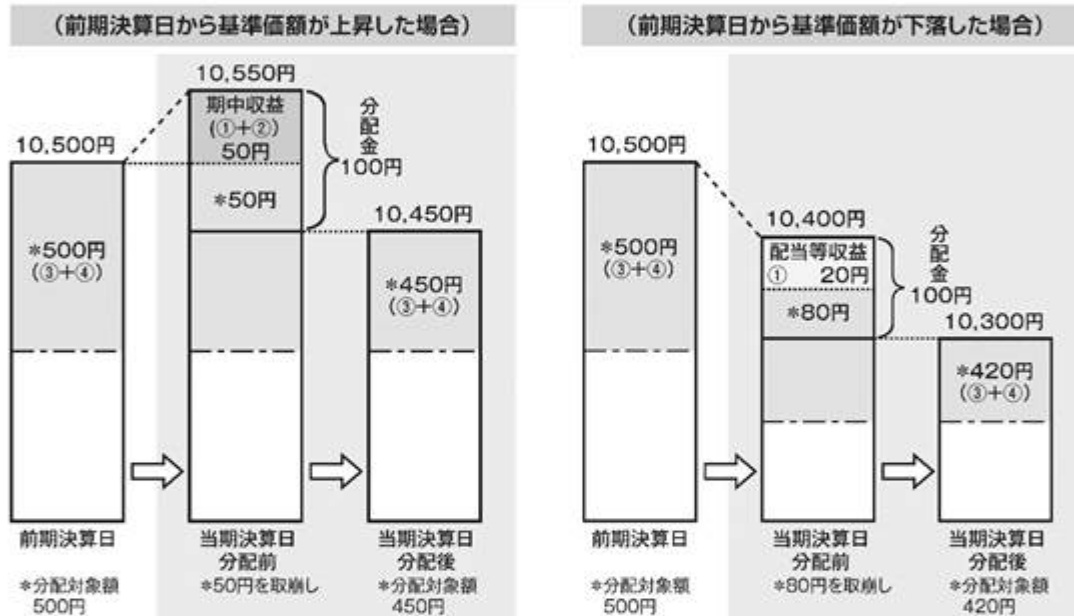 （前期決算日から基準価額が上昇した場合）
10,550円
期中収益
(①+②)
50円
分配金
100円
10,500円
*50円
10,450円
*500円
(③+④)
*450円
(③+④)
前期決算日
当期決算日
分配前
当期決算日
分配後
*分配対象額
500円
*50円を取崩し
*分配対象額
450円
（前期決算日から基準価額が下落した場合）
10,500円
10,400円
配当等収益
① 20円
分配金
100円
*500円
(③+④)
*80円
10,300円
*420円
(③+④)
前期決算日
当期決算日
分配前
当期決算日
分配後
*分配対象額
500円
*80円を取崩し
*分配対象額
420円